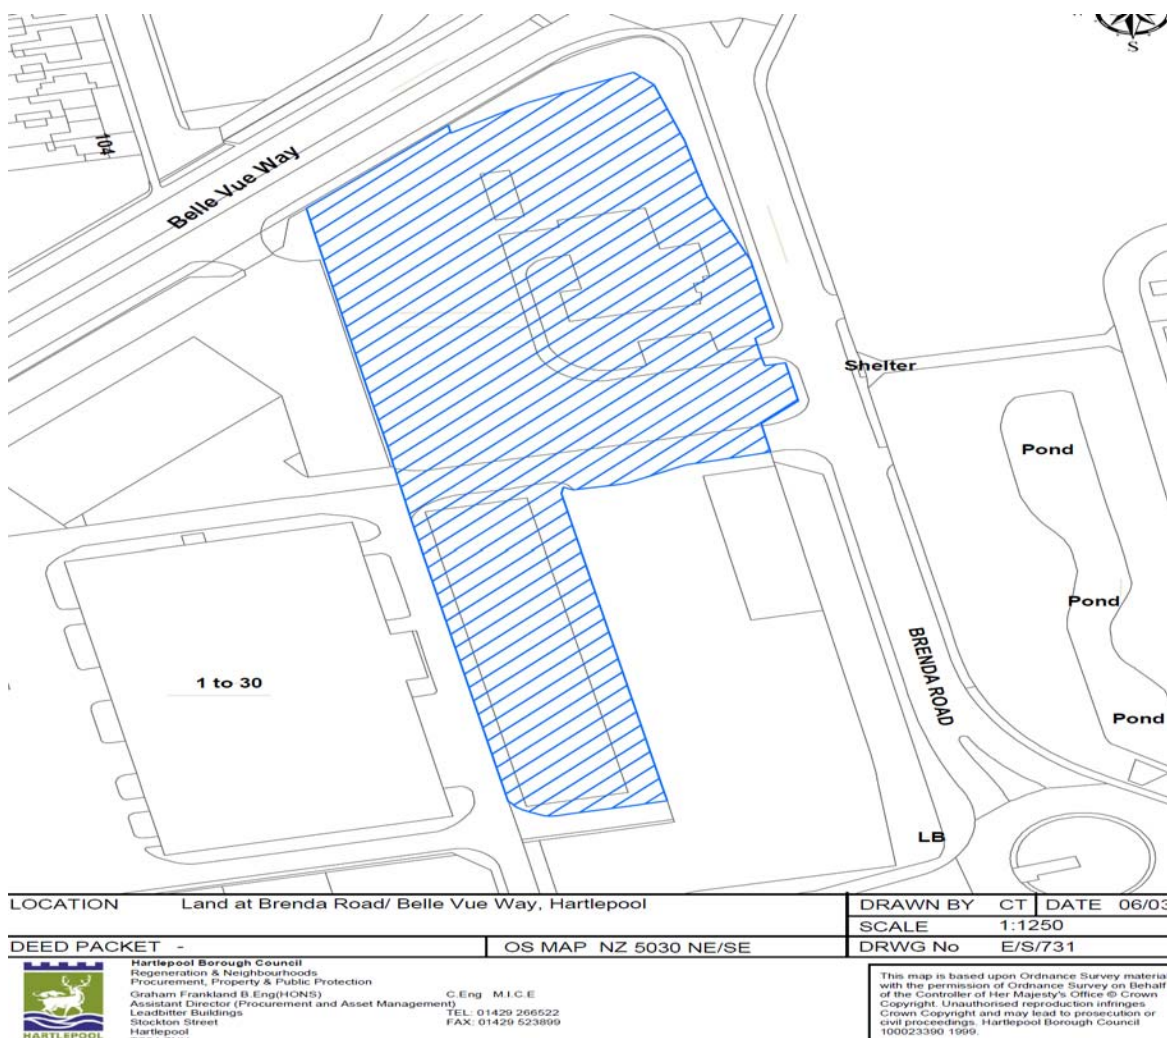 S
104
Belle Vue Way
Shelter
Pond
Pond
1 to 30
BRENDA ROAD
Pond
LB
LOCATION Land at Brenda Road/ Belle Vue Way, Hartlepool
DRAWN BY CT DATE 06/03
SCALE 1:1250
DEED PACKET -
OS MAP NZ 5030 NE/SE
DRWG No E/S/731
Hartlepool Borough Council
Regeneration & Neighbourhoods
Procurement, Property & Public Protection
Graham Frankland B.Eng(HONS) C.Eng M.I.C.E
Assistant Director (Procurement and Asset Management)
Leadbitter Buildings TEL: 01429 266522
Stockton Street FAX: 01429 523899
Hartlepool
HARTLEPOOL
This map is based upon Ordnance Survey material
with the permission of Ordnance Survey on Behalf
of the Controller of Her Majesty's Office © Crown
Copyright. Unauthorised reproduction infringes
Crown Copyright and may lead to prosecution or
civil proceedings. Hartlepool Borough Council
100023390 1999.